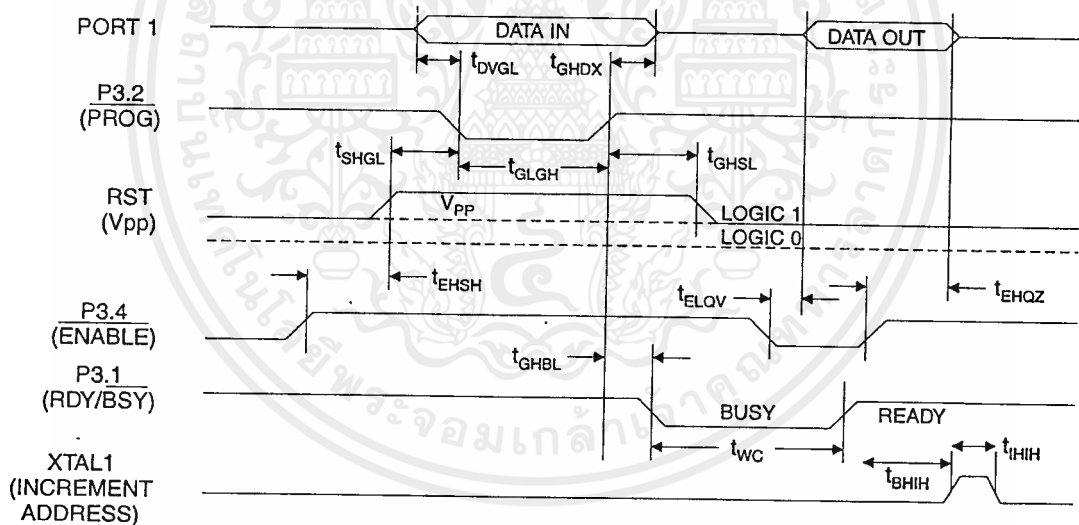 PORT 1
DATA IN
DATA OUT
tDVGL
tGHDX
P3.2
(PROG)
tSHGL
tGLGH
tGHSL
RST
(Vpp)
VPP
LOGIC 1
LOGIC 0
tEHSH
tELQV
tEHQZ
P3.4
(ENABLE)
tGHBL
P3.1
(RDY/BSY)
BUSY
READY
tWC
tIHIH
tBHIH
XTAL1
(INCREMENT
ADDRESS)